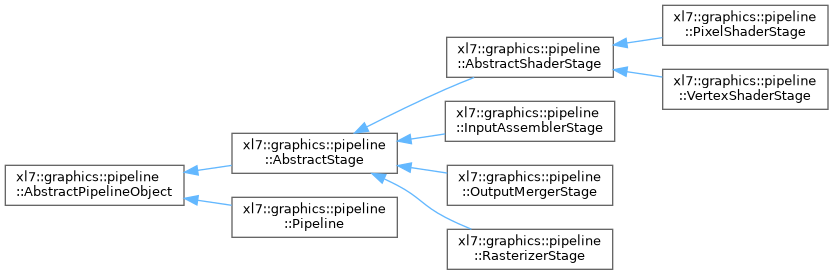 xl7::graphics::pipeline
::PixelShaderStage
xl7::graphics::pipeline
::AbstractShaderStage
xl7::graphics::pipeline
::VertexShaderStage
xl7::graphics::pipeline
::InputAssemblerStage
xl7::graphics::pipeline
::AbstractStage
xl7::graphics::pipeline
::AbstractPipelineObject
xl7::graphics::pipeline
::OutputMergerStage
xl7::graphics::pipeline
::Pipeline
xl7::graphics::pipeline
::RasterizerStage